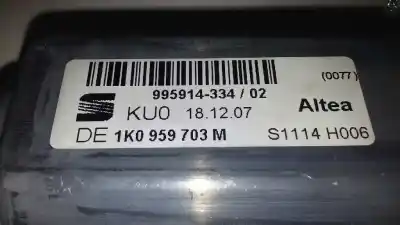 (0077)
995914-334 / 02
KU0 18.12.07
Altea
DE 1K0 959 703 M
S1114 H006